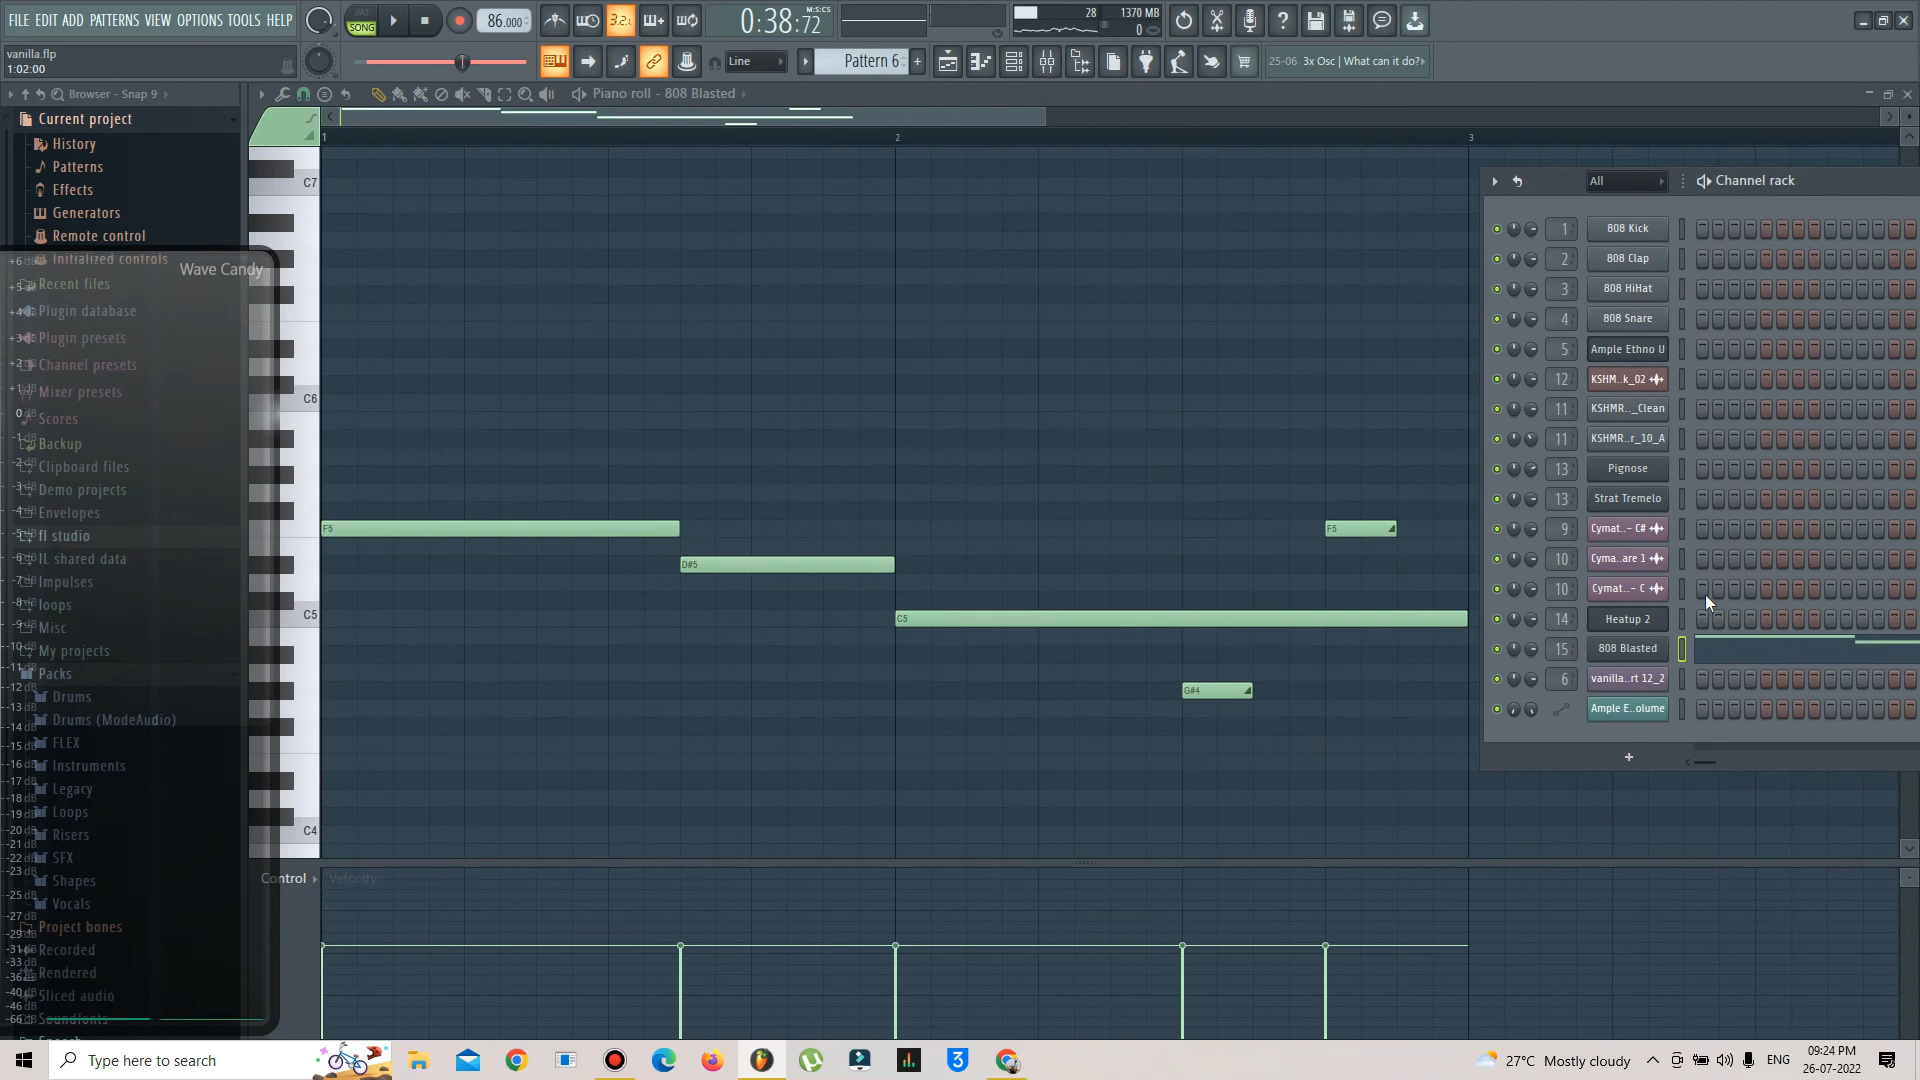 FILE EDIT ADD PATTERNS VIEW OPTIONS TOOLS HELP
PAT
SONG
86.000
3.2.
0:38:72
M:S:CS
28
1370 MB
0
vanilla.flp
1:02:00
Line
Pattern 6
25-06 3x Osc | What can it do?
Browser - Snap 9
Piano roll - 808 Blasted
Current project
History
Patterns
Effects
Generators
Remote control
Initialized controls
Recent files
Plugin database
Plugin presets
Channel presets
Mixer presets
Scores
Backup
Clipboard files
Demo projects
Envelopes
fl studio
IL shared data
Impulses
loops
Misc
My projects
Packs
Drums
Drums (ModeAudio)
FLEX
Instruments
Legacy
Loops
Risers
SFX
Shapes
Vocals
Project bones
Recorded
Rendered
Sliced audio
Soundfonts
Wave Candy
1
2
3
C7
C6
C5
C4
F5
D#5
C5
G#4
F5
Control
Velocity
All
Channel rack
1 808 Kick
2 808 Clap
3 808 HiHat
4 808 Snare
5 Ample Ethno U
12 KSHM..k_02
11 KSHMR.._Clean
11 KSHMR..r_10_A
13 Pignose
13 Strat Tremelo
9 Cymat..- C#
10 Cyma..are 1
10 Cymat..- C
14 Heatup 2
15 808 Blasted
6 vanilla..rt 12_2
Ample E..olume
+
Type here to search
27°C Mostly cloudy
ENG
09:24 PM
26-07-2022